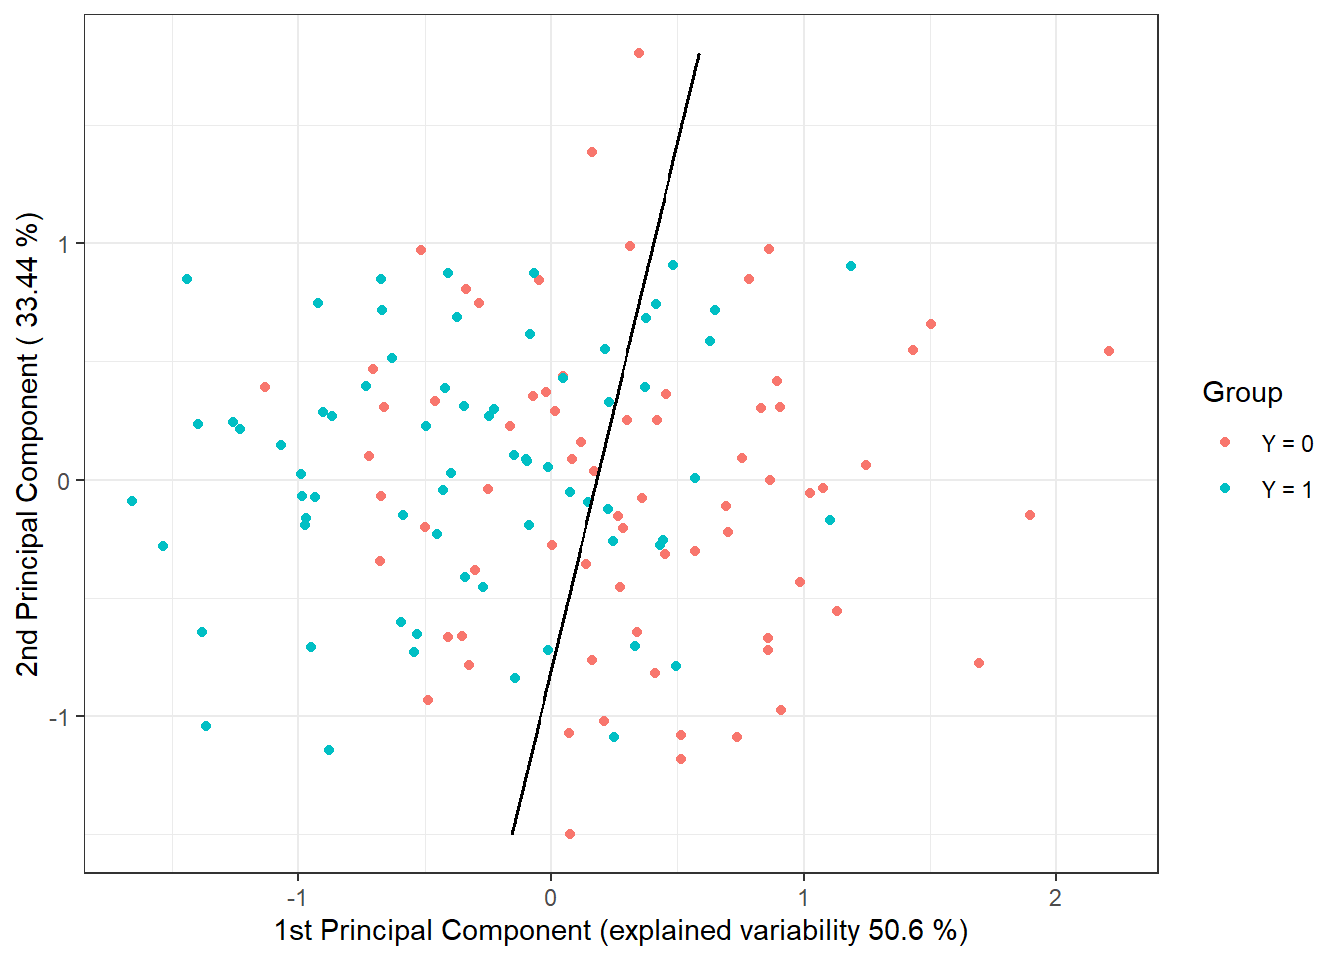 2nd Principal Component ( 33.44 %)
1
0
-1
-1
0
1
2
1st Principal Component (explained variability 50.6 %)
Group
Y = 0
Y = 1